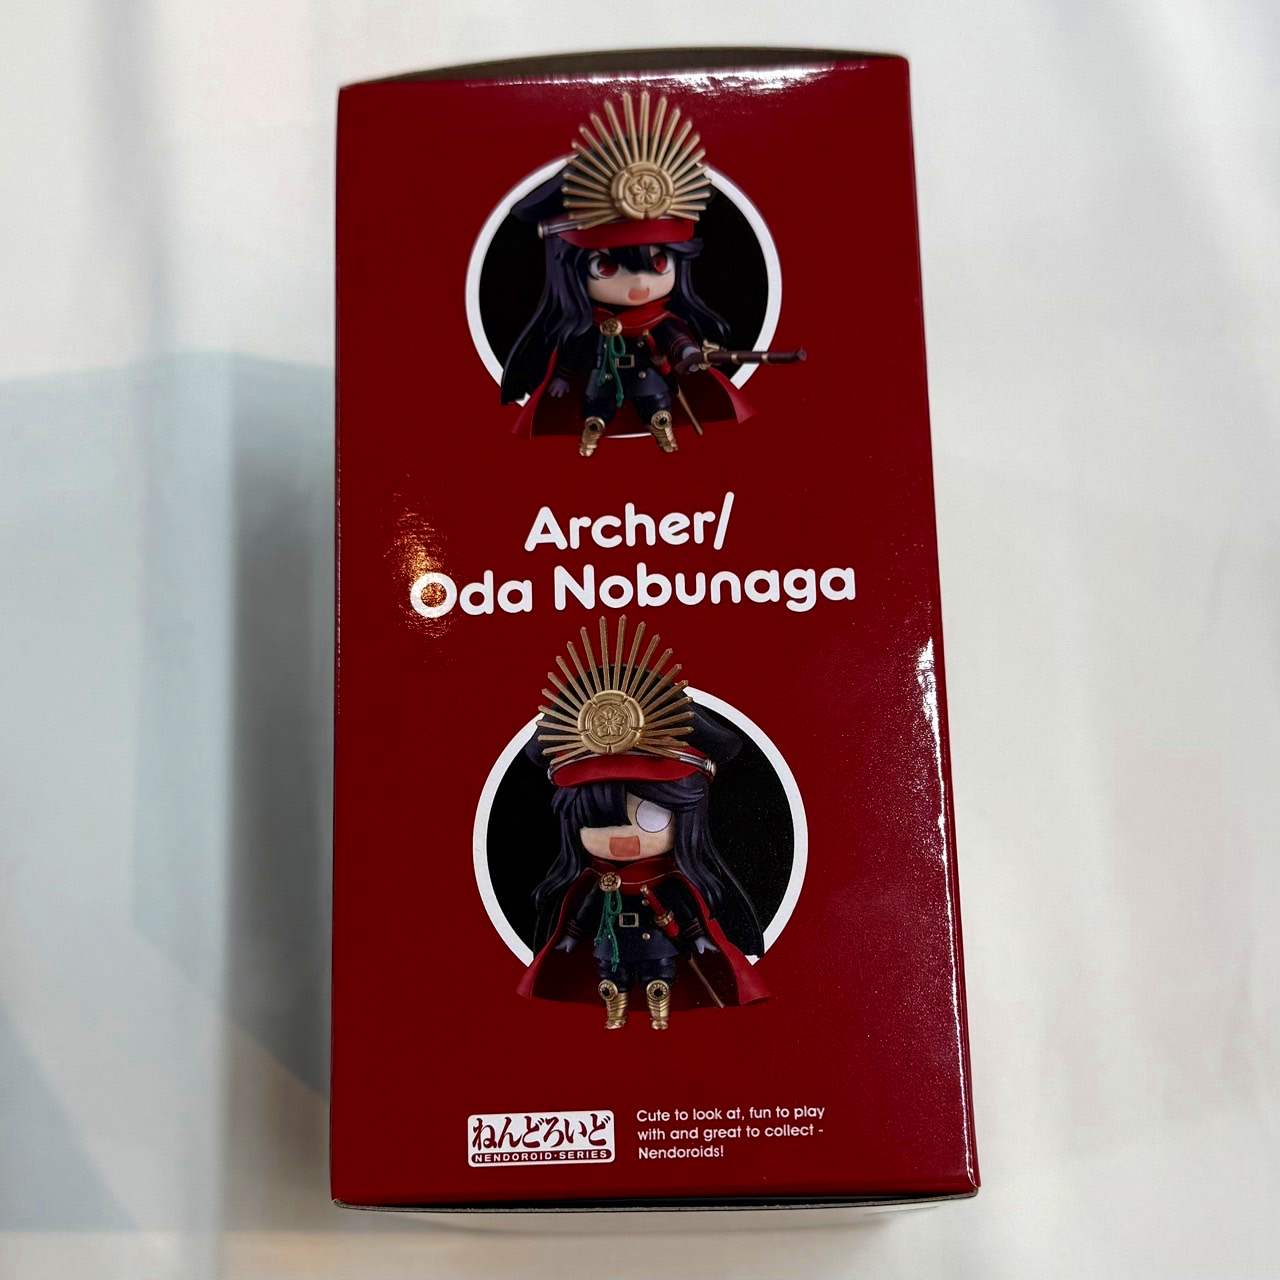 Archer/
Oda Nobunaga
ねんどろいど
NENDOROID・SERIES
Cute to look at, fun to play
with and great to collect -
Nendoroids!